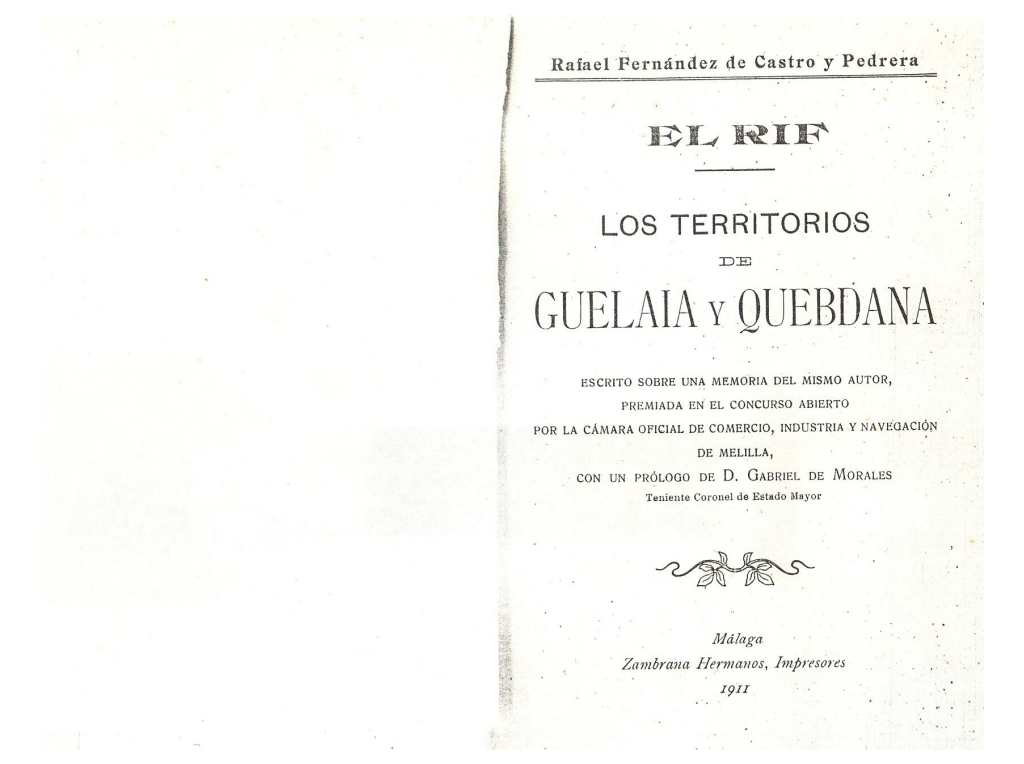 Rafael Fernández de Castro y Pedrera
EL RIF
LOS TERRITORIOS
DE
GUELAIA Y QUEBDANA
ESCRITO SOBRE UNA MEMORIA DEL MISMO AUTOR,
PREMIADA EN EL CONCURSO ABIERTO
POR LA CÁMARA OFICIAL DE COMERCIO, INDUSTRIA Y NAVEGACIÓN
DE MELILLA,
CON UN PRÓLOGO DE D. GABRIEL DE MORALES
Teniente Coronel de Estado Mayor
Málaga
Zambrana Hermanos, Impresores
1911